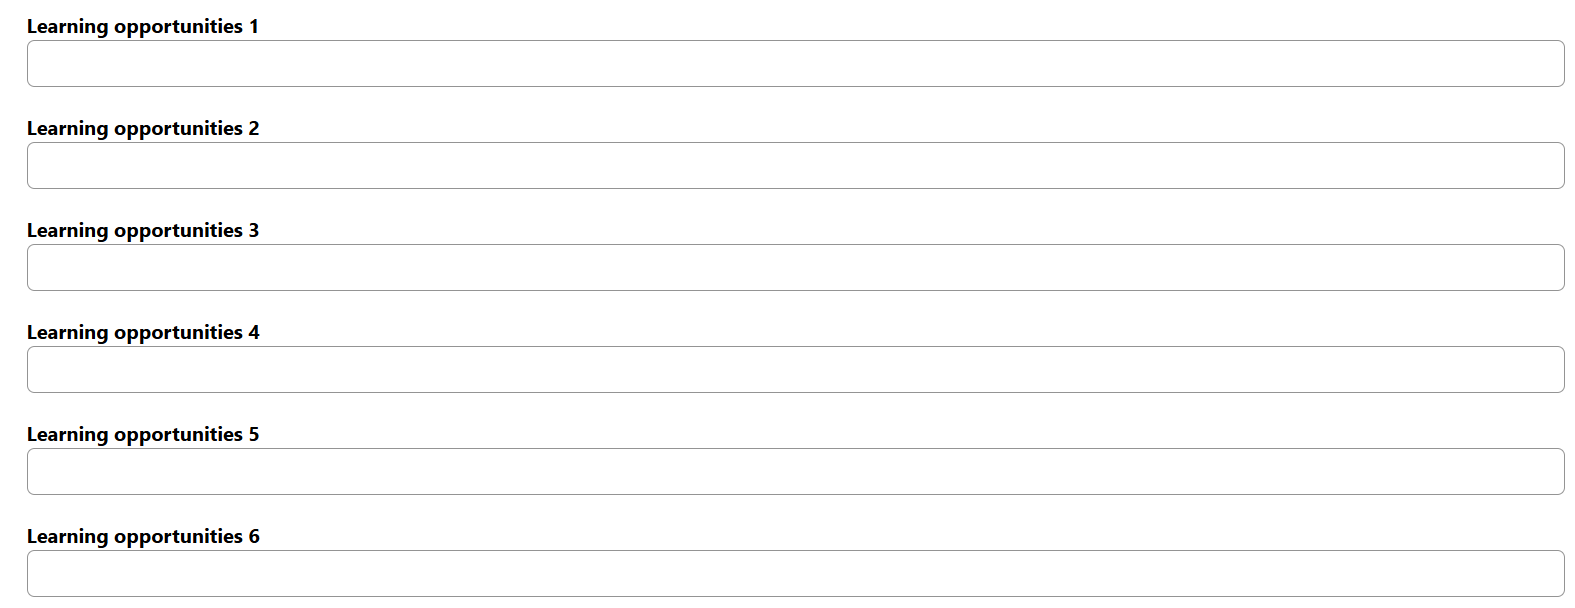 Learning opportunities 1
Learning opportunities 2
Learning opportunities 3
Learning opportunities 4
Learning opportunities 5
Learning opportunities 6